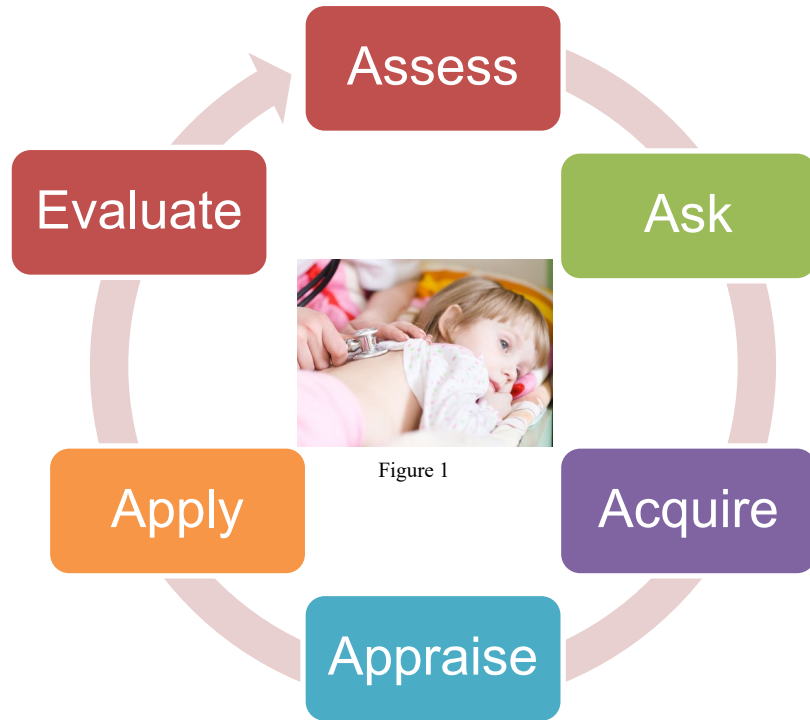 Assess
Ask
Acquire
Appraise
Apply
Evaluate
Figure 1